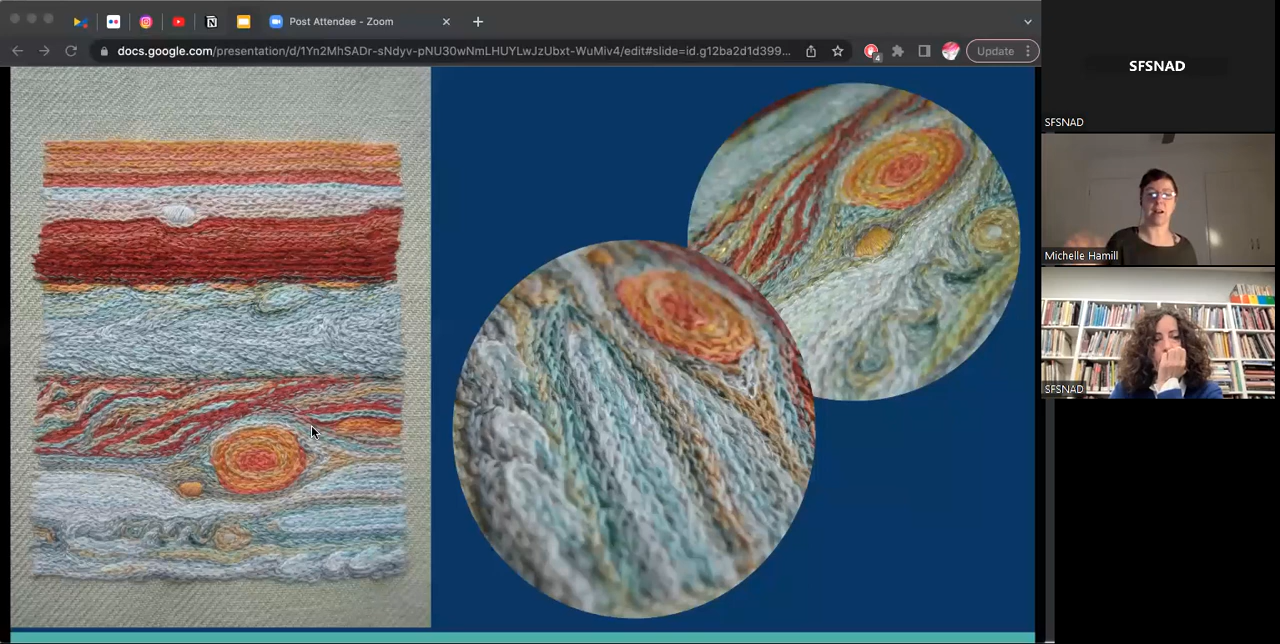 Post Attendee - Zoom
docs.google.com/presentation/d/1Yn2MhSADr-sNdyv-pNU30wNmLHUYLwJzUbxt-WuMiv4/edit#slide=id.g12ba2d1d399...
4
Update
SFSNAD
SFSNAD
Michelle Hamill
SFSNAD